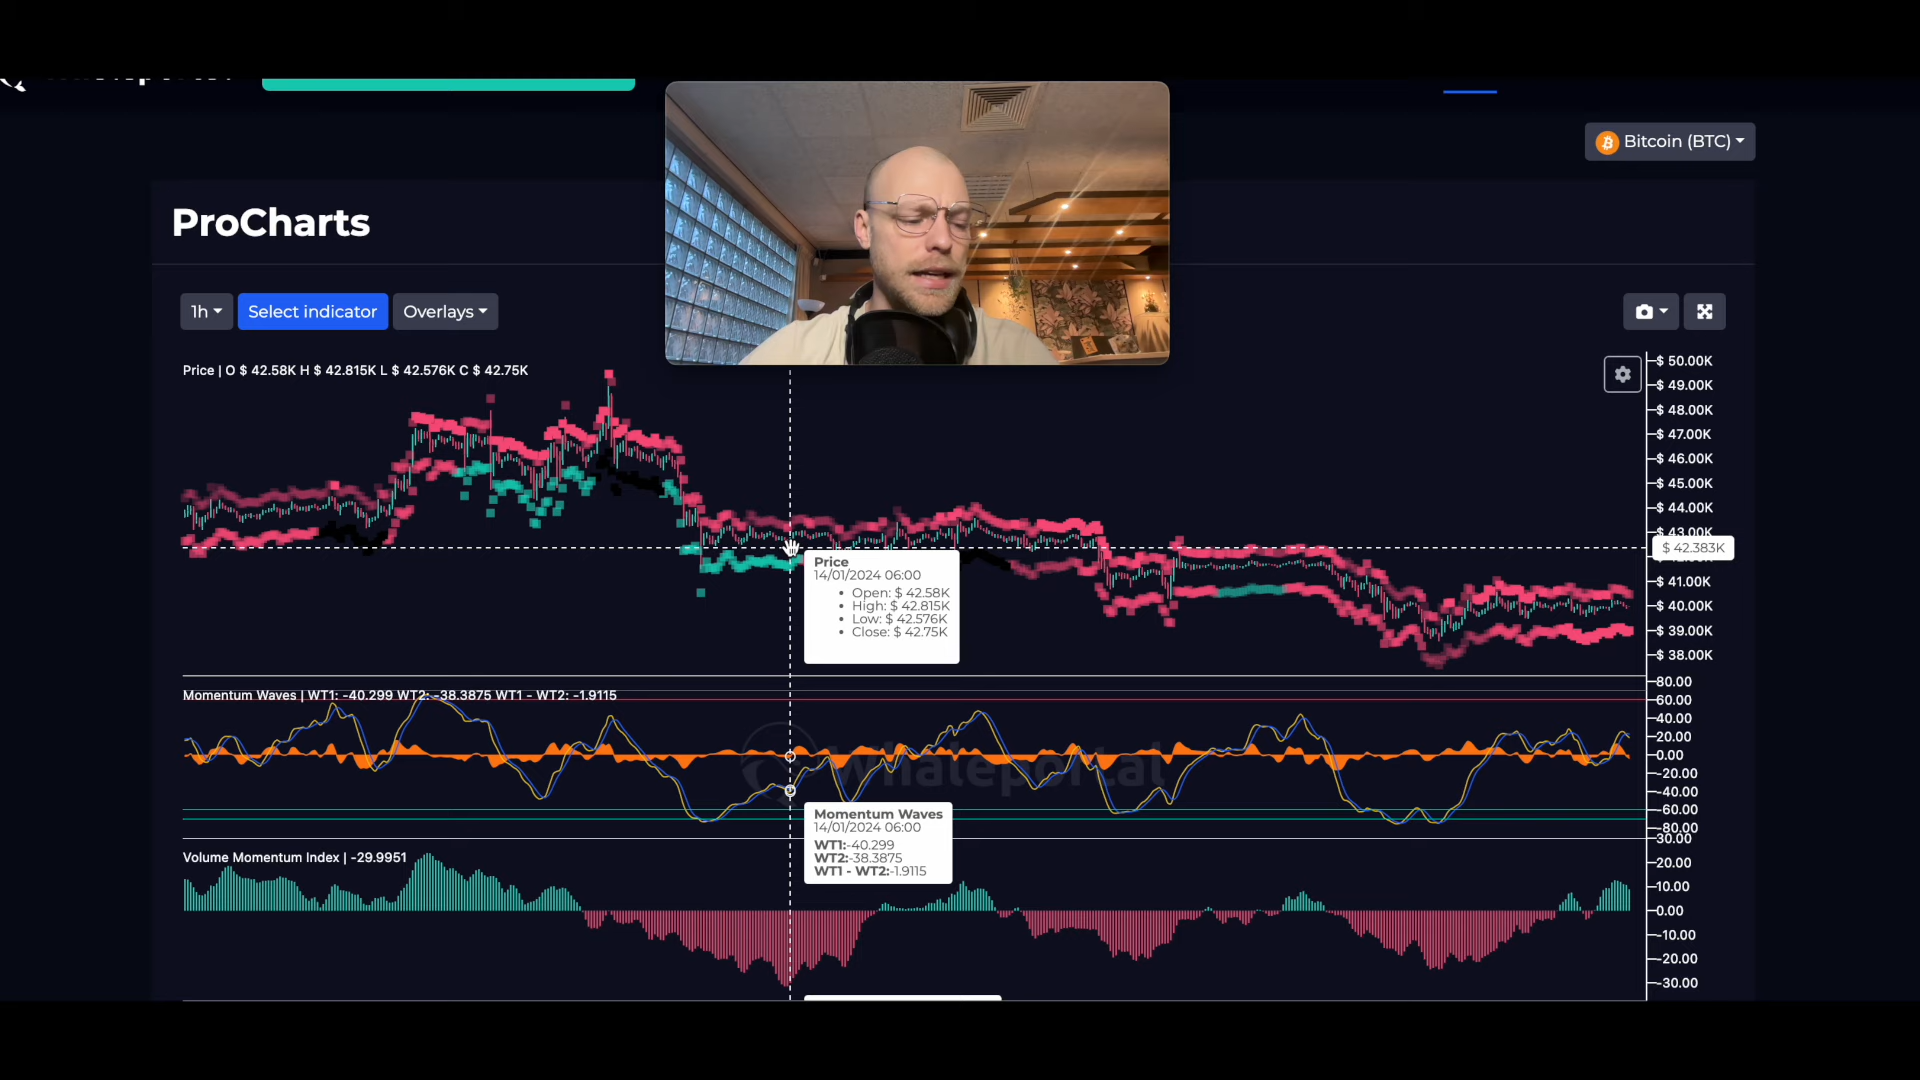 Bitcoin (BTC)
ProCharts
1h
Select indicator
Overlays
Price | O $ 42.58K H $ 42.815K L $ 42.576K C $ 42.75K
$ 50.00K
$ 49.00K
$ 48.00K
$ 47.00K
$ 46.00K
$ 45.00K
$ 44.00K
$ 43.00K
$ 42.383K
$ 41.00K
$ 40.00K
$ 39.00K
$ 38.00K
Price
14/01/2024 06:00
Open: $ 42.58K
High: $ 42.815K
Low: $ 42.576K
Close: $ 42.75K
Momentum Waves | WT1: -40.299 WT2: -38.3875 WT1 - WT2: -1.9115
80.00
60.00
40.00
20.00
0.00
-20.00
-40.00
-60.00
-80.00
whaleportal
Momentum Waves
14/01/2024 06:00
WT1:-40.299
WT2:-38.3875
WT1 - WT2:-1.9115
Volume Momentum Index | -29.9951
30.00
20.00
10.00
0.00
-10.00
-20.00
-30.00